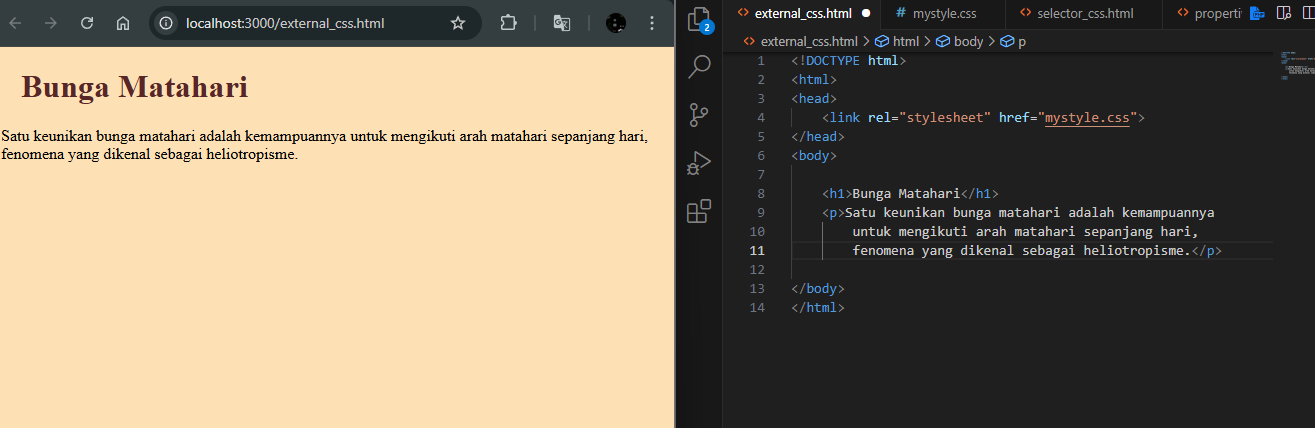 localhost:3000/external_css.html
Bunga Matahari
Satu keunikan bunga matahari adalah kemampuannya untuk mengikuti arah matahari sepanjang hari,
fenomena yang dikenal sebagai heliotropisme.
2
external_css.html
# mystyle.css
selector_css.html
properti
external_css.html > html > body > p
1 <!DOCTYPE html>
2 <html>
3 <head>
4 <link rel="stylesheet" href="mystyle.css">
5 </head>
6 <body>
7
8 <h1>Bunga Matahari</h1>
9 <p>Satu keunikan bunga matahari adalah kemampuannya
10 untuk mengikuti arah matahari sepanjang hari,
11 fenomena yang dikenal sebagai heliotropisme.</p>
12
13 </body>
14 </html>